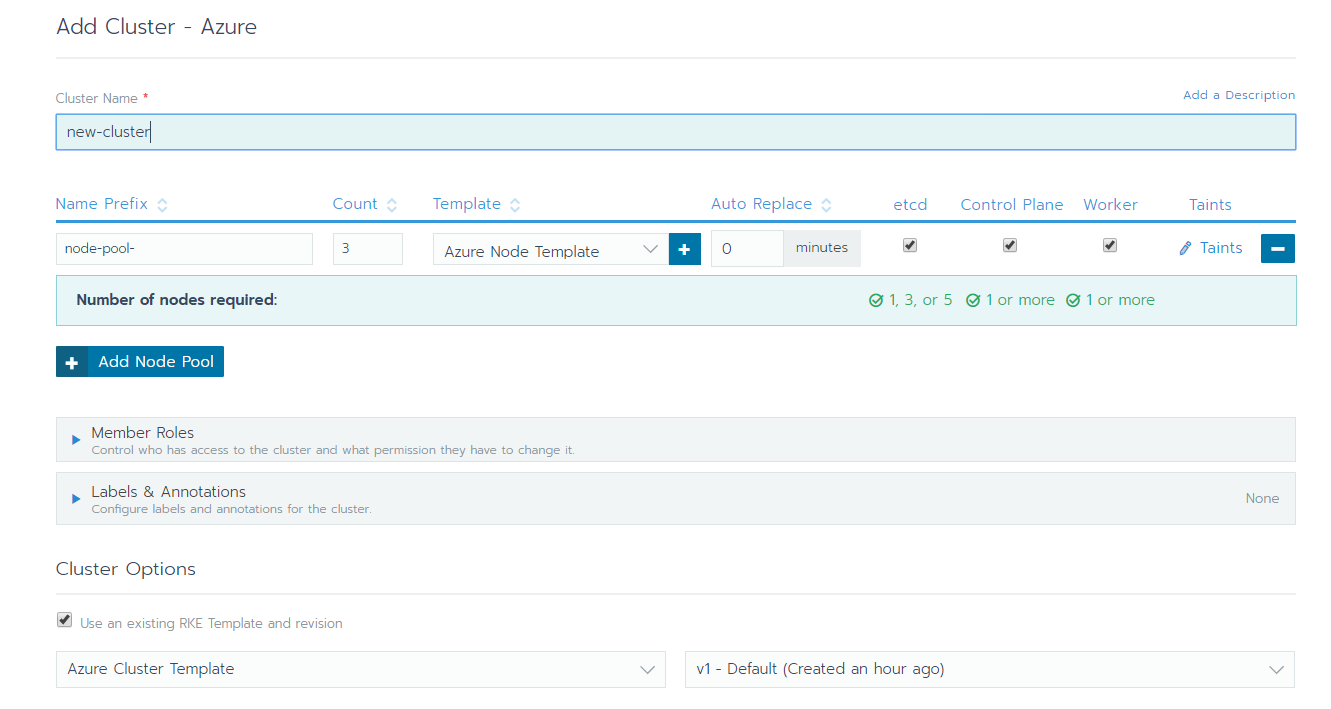 Add Cluster - Azure
Cluster Name *
Add a Description
new-cluster
Name Prefix Count Template Auto Replace etcd Control Plane Worker Taints
node-pool- 3 Azure Node Template 0 minutes Taints
Number of nodes required: 1, 3, or 5 1 or more 1 or more
Add Node Pool
Member Roles
Control who has access to the cluster and what permission they have to change it.
Labels & Annotations
Configure labels and annotations for the cluster.
None
Cluster Options
Use an existing RKE Template and revision
Azure Cluster Template v1 - Default (Created an hour ago)